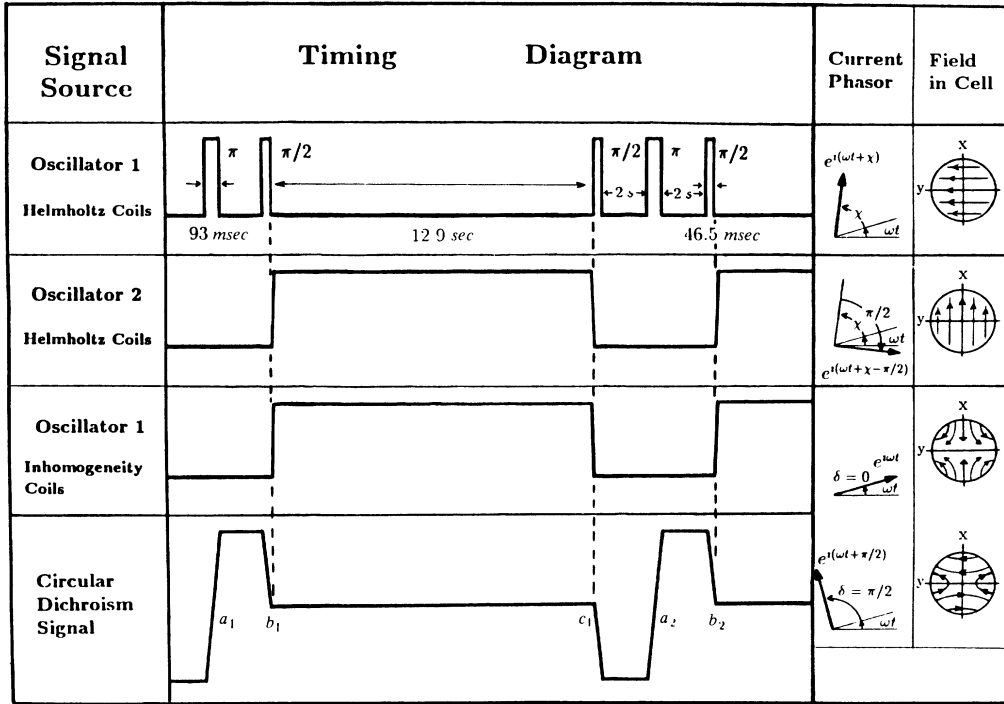 Signal
Source
Timing Diagram
Current
Phasor
Field
in Cell
Oscillator 1
Helmholtz Coils
π
π/2
π/2
π
π/2
2 s
2 s
93 msec
12 9 sec
46.5 msec
e^ı(ωt+χ)
χ
ωt
X
y
Oscillator 2
Helmholtz Coils
π/2
χ
ωt
e^ı(ωt+χ−π/2)
X
y
Oscillator 1
Inhomogeneity
Coils
δ = 0
e^ıωt
ωt
X
y
Circular
Dichroism
Signal
a₁
b₁
c₁
a₂
b₂
e^ı(ωt+π/2)
δ = π/2
ωt
X
y